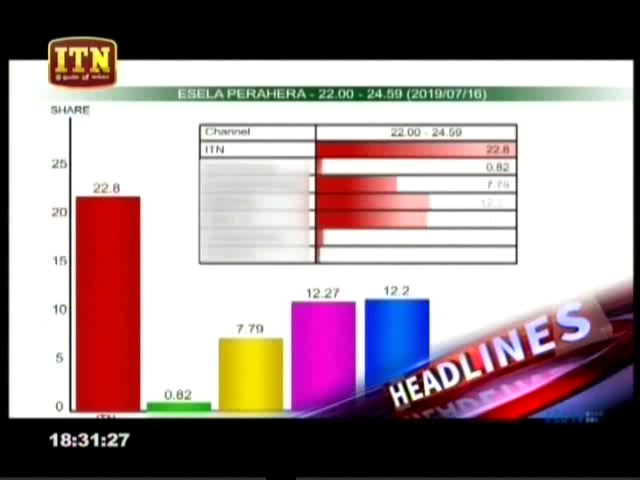 ITN
ESELA PERAHERA - 22.00 - 24.59 (2019/07/16)
SHARE
Channel 22.00 - 24.59
ITN 22.8
0.82
7.79
25
20
15
10
5
0
22.8
0.82
7.79
12.27
12.2
ITN
HEADLINES
18:31:27